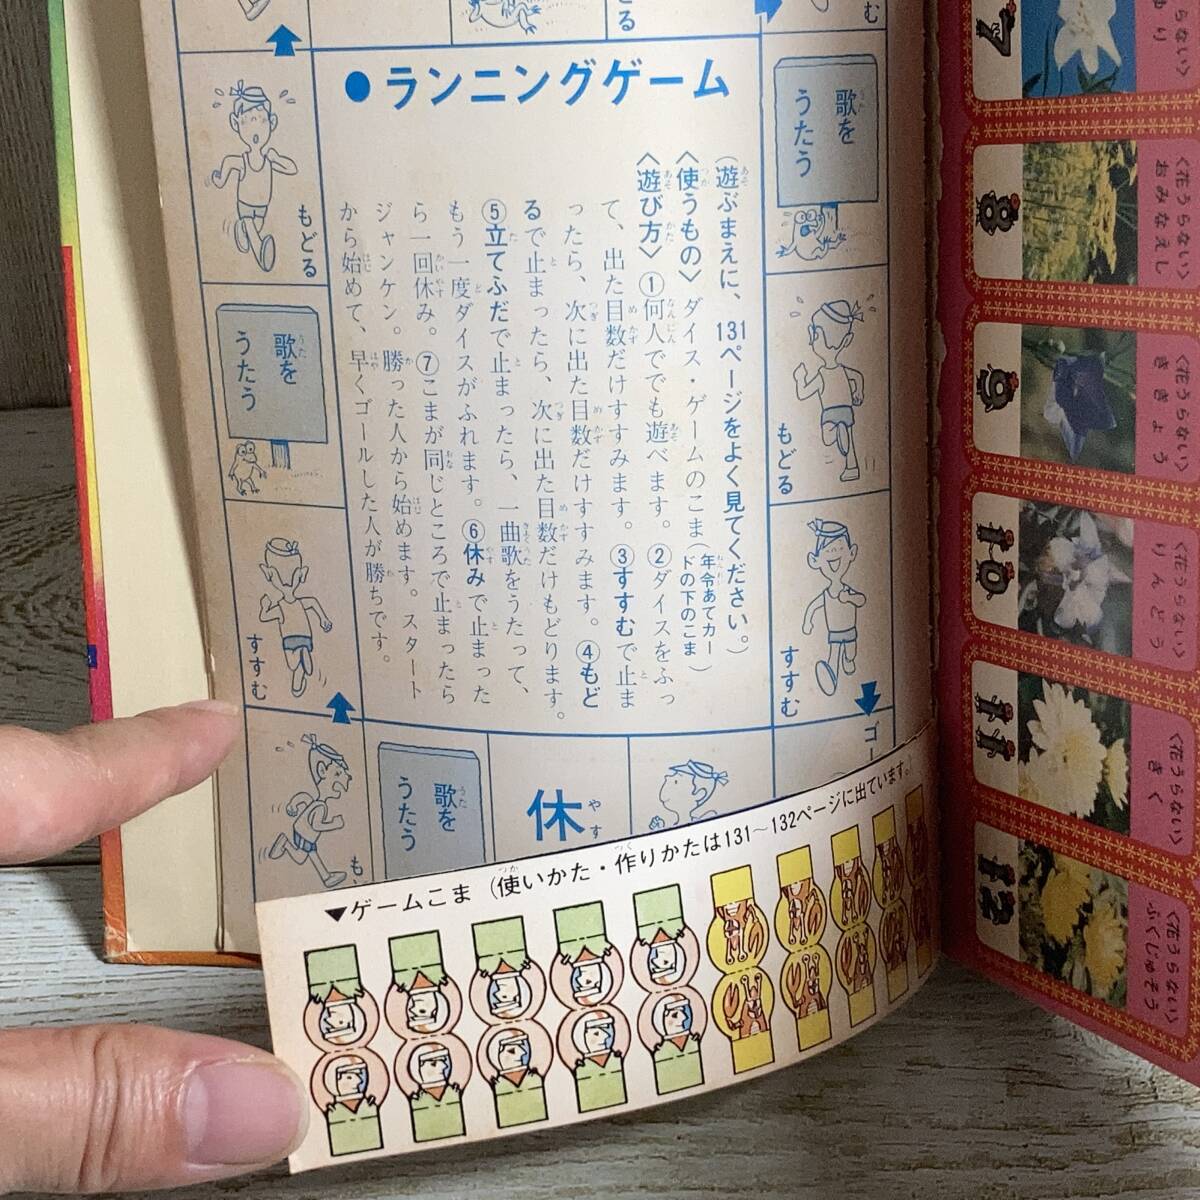 どる
すむ
●ランニングゲーム
(遊ぶまえに、131ページをよく見てください。)
〈使うもの〉ダイス・ゲームのこま(年令あてカードの下のこま)
〈遊び方〉①何人ででも遊べます。②ダイスをふっ
て、出た目数だけすすみます。③すすむで止ま
ったら、次に出た目数だけすすみます。④もど
るで止まったら、次に出た目数だけもどります。
⑤立てふだで止まったら、一曲歌をうたって、
もう一度ダイスがふれます。⑥休みで止まった
ら一回休み。⑦こまが同じところで止まったら
ジャンケン。勝った人から始めます。スタート
から始めて、早くゴールした人が勝ちです。
歌を
うたう
もどる
すすむ
ゴー
もどる
歌を
うたう
すすむ
も
歌を
うたう
休
▼ゲームこま(使いかた・作りかたは131〜132ページに出ています。)
7
らない〉
ゆり
8
〈花うらない〉
おみなえし
9
〈花うらない〉
ききょう
10
〈花うらない〉
りんどう
11
〈花うらない〉
きく
12
〈花うらない〉
ふくじゅそう